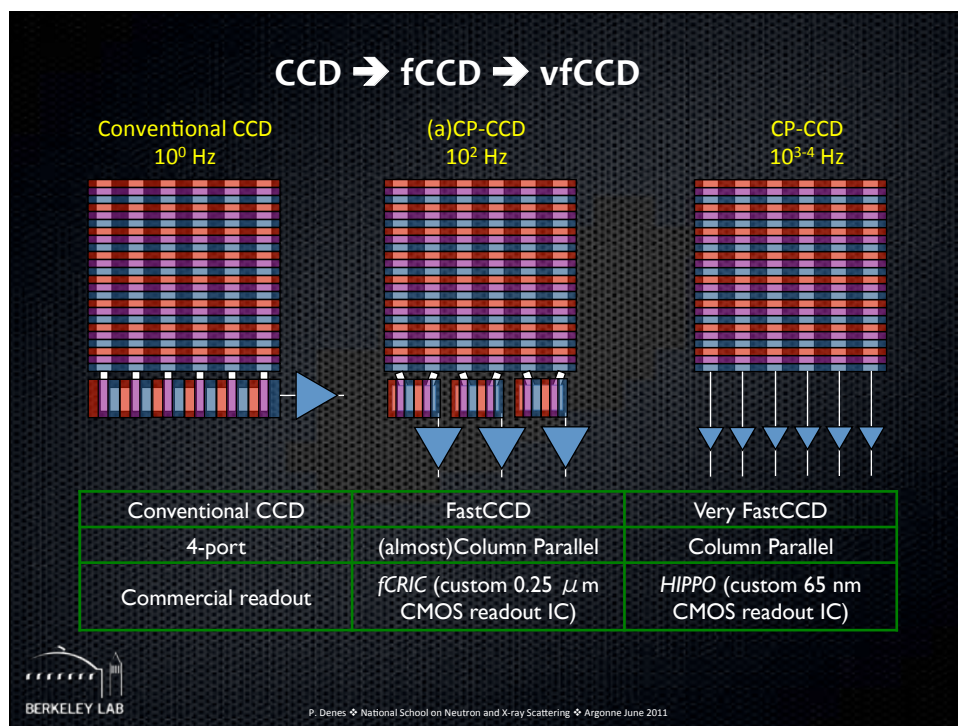 CCD ➔ fCCD ➔ vfCCD
Conventional CCD
10⁰ Hz
(a)CP-CCD
10² Hz
CP-CCD
10³⁻⁴ Hz
Conventional CCD FastCCD Very FastCCD
4-port (almost)Column Parallel Column Parallel
Commercial readout
fCRIC (custom 0.25 μm
CMOS readout IC)
HIPPO (custom 65 nm
CMOS readout IC)
BERKELEY LAB
P. Denes ❖ National School on Neutron and X-ray Scattering ❖ Argonne June 2011